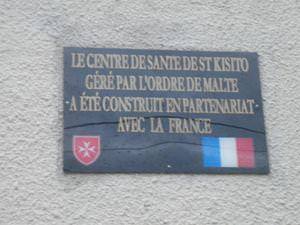 LE CENTRE DE SANTE DE ST KISITO
GÉRÉ PAR L'ORDRE DE MALTE
-A ÉTÉ CONSTRUIT EN PARTENARIAT-
AVEC LA FRANCE